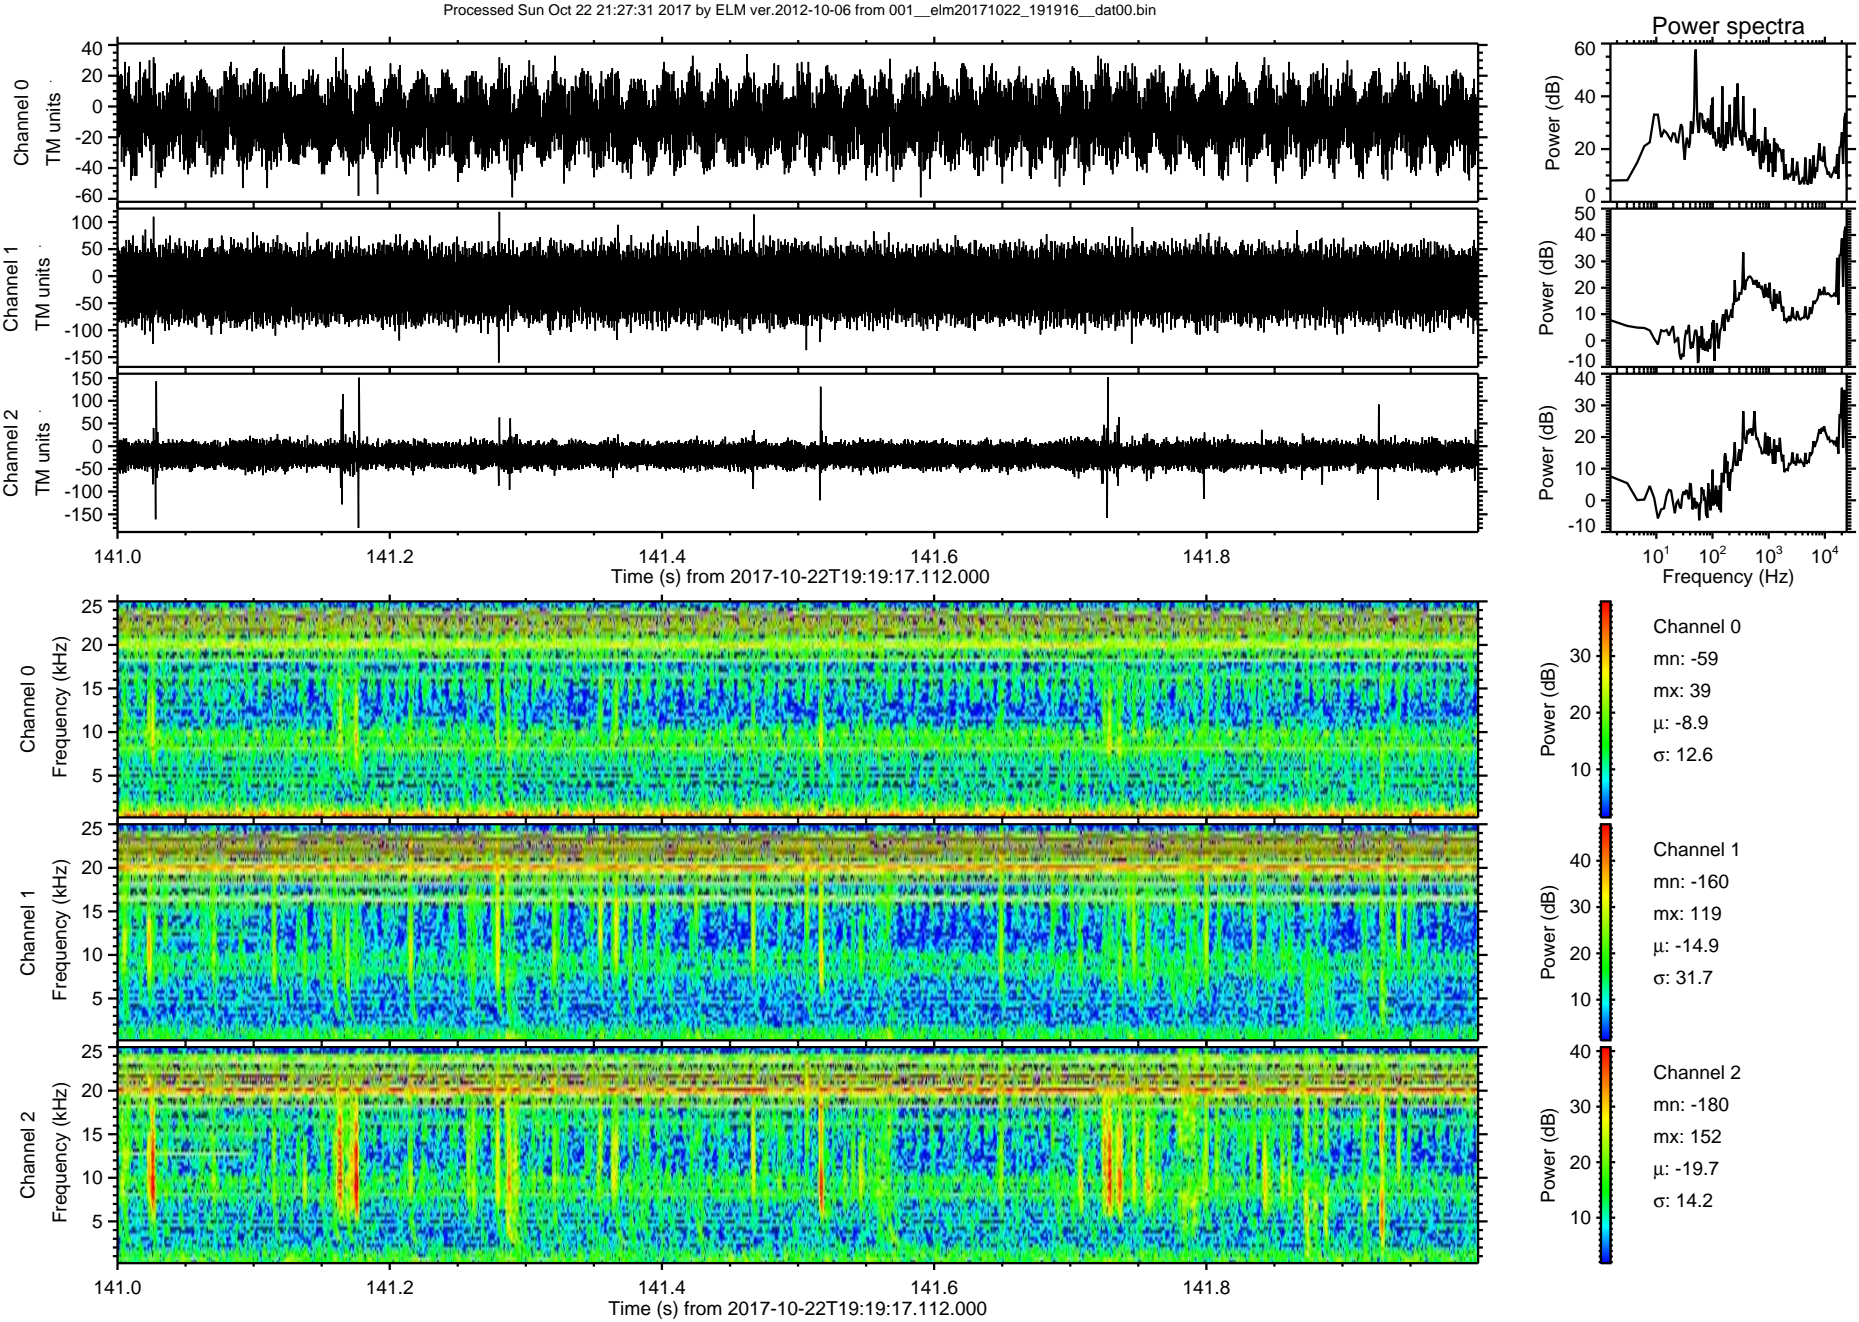 Processed Sun Oct 22 21:27:31 2017 by ELM ver.2012-10-06 from 001__elm20171022_191916__dat00.bin
Power spectra
Channel 0
TM units
40
20
0
-20
-40
-60
Power (dB)
60
40
20
0
Channel 1
TM units
100
50
0
-50
-100
-150
Power (dB)
50
40
30
20
10
0
-10
Channel 2
TM units
150
100
50
0
-50
-100
-150
Power (dB)
40
30
20
10
0
-10
141.0 141.2 141.4 141.6 141.8
Time (s) from 2017-10-22T19:19:17.112.000
10¹ 10² 10³ 10⁴
Frequency (Hz)
Channel 0
Frequency (kHz)
25
20
15
10
5
Power (dB)
30
20
10
Channel 0
mn: -59
mx: 39
μ: -8.9
σ: 12.6
Channel 1
Frequency (kHz)
25
20
15
10
5
Power (dB)
40
30
20
10
Channel 1
mn: -160
mx: 119
μ: -14.9
σ: 31.7
Channel 2
Frequency (kHz)
25
20
15
10
5
Power (dB)
40
30
20
10
Channel 2
mn: -180
mx: 152
μ: -19.7
σ: 14.2
141.0 141.2 141.4 141.6 141.8
Time (s) from 2017-10-22T19:19:17.112.000